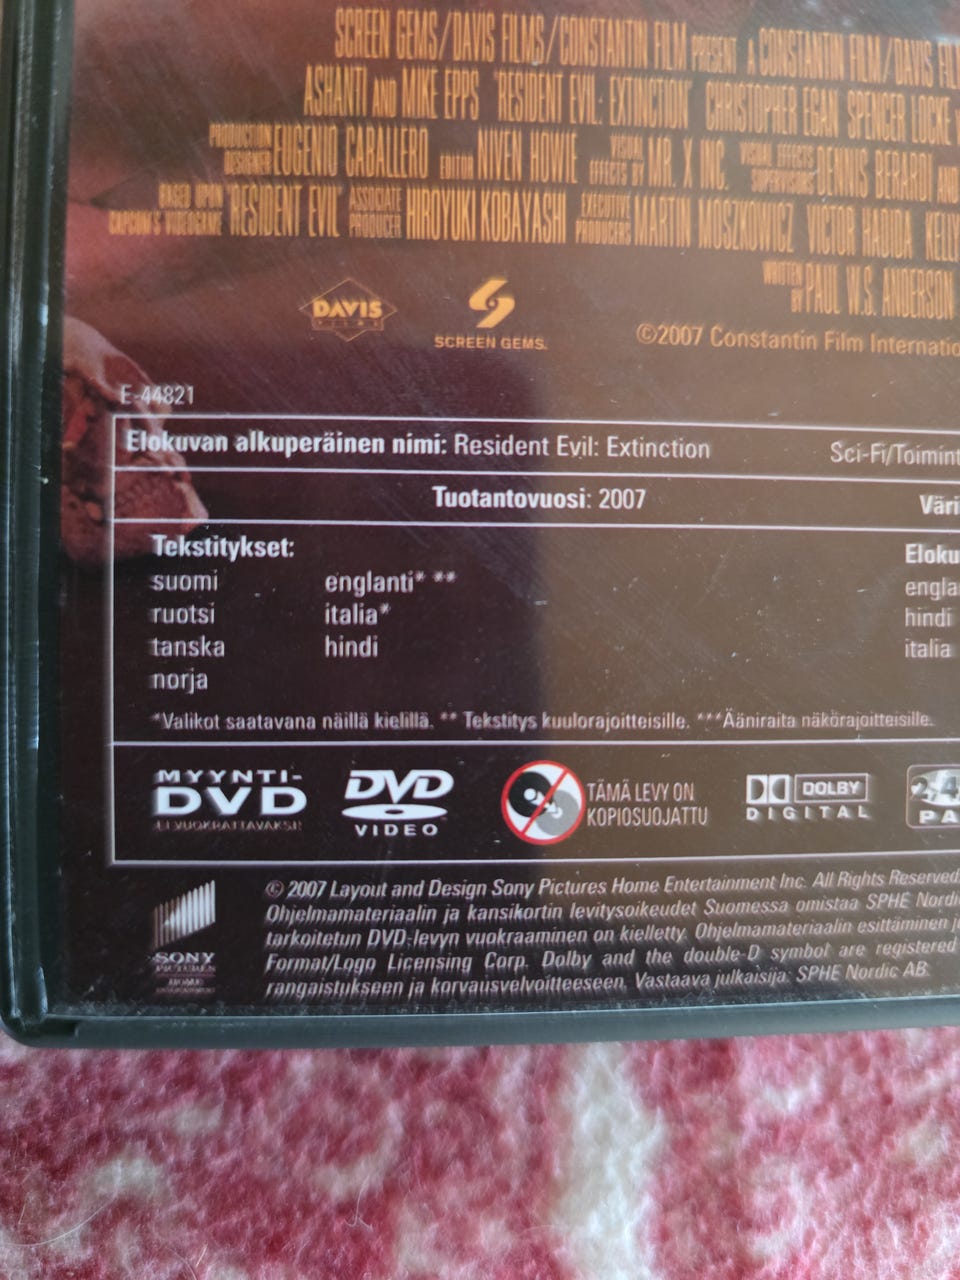 SCREEN GEMS/DAVIS FILMS/CONSTANTIN FILM PRESENT A CONSTANTIN FILM/DAVIS
ASHANTI AND MIKE EPPS "RESIDENT EVIL: EXTINCTION" CHRISTOPHER EGAN SPENCER LOCKE
PRODUCTION DESIGNER EUGENIO CABALLERO EDITOR NIVEN HOWIE VISUAL EFFECTS BY MR. X INC. VISUAL EFFECTS SUPERVISORS DENNIS BERARDI AND
BASED UPON CAPCOM'S VIDEOGAME "RESIDENT EVIL" ASSOCIATE PRODUCER HIROYUKI KOBAYASHI EXECUTIVE PRODUCERS MARTIN MOSZKOWICZ VICTOR HADIDA KELLY
WRITTEN BY PAUL W.S. ANDERSON
DAVIS
FILMS
SCREEN GEMS.
©2007 Constantin Film Internatio
E-44821
Elokuvan alkuperäinen nimi: Resident Evil: Extinction Sci-Fi/Toimint
Tuotantovuosi: 2007 Väri
Tekstitykset: Eloku
suomi englanti* ** engla
ruotsi italia* hindi
tanska hindi italia
norja
*Valikot saatavana näillä kielillä. ** Tekstitys kuulorajoitteisille. ***Ääniraita näkörajoitteisille.
MYYNTI-
DVD
EI VUOKRATTAVAKSI!
DVD
VIDEO
TÄMÄ LEVY ON
KOPIOSUOJATTU
DOLBY
DIGITAL
PA
SONY
PICTURES
HOME
ENTERTAINMENT
© 2007 Layout and Design Sony Pictures Home Entertainment Inc. All Rights Reserved.
Ohjelmamateriaalin ja kansikortin levitysoikeudet Suomessa omistaa SPHE Nordi
tarkoitetun DVD-levyn vuokraaminen on kielletty. Ohjelmamateriaalin esittäminen j
Format/Logo Licensing Corp. Dolby and the double-D symbol are registered
rangaistukseen ja korvausvelvoitteeseen. Vastaava julkaisija: SPHE Nordic AB.